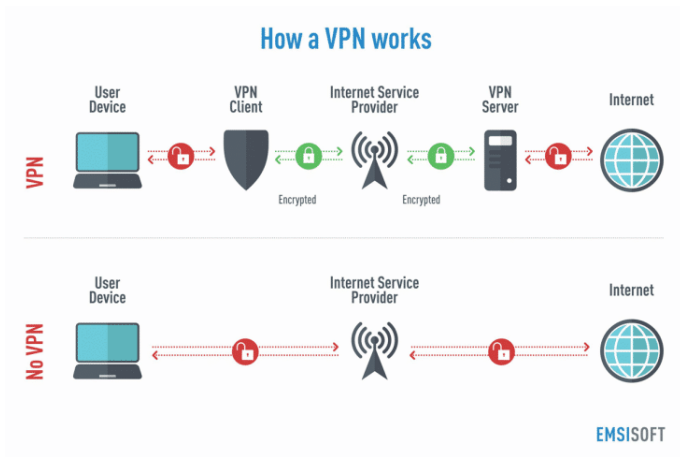 How a VPN works
User
Device
VPN
Client
Internet Service
Provider
VPN
Server
Internet
VPN
Encrypted
Encrypted
User
Device
Internet Service
Provider
Internet
No VPN
EMSISOFT